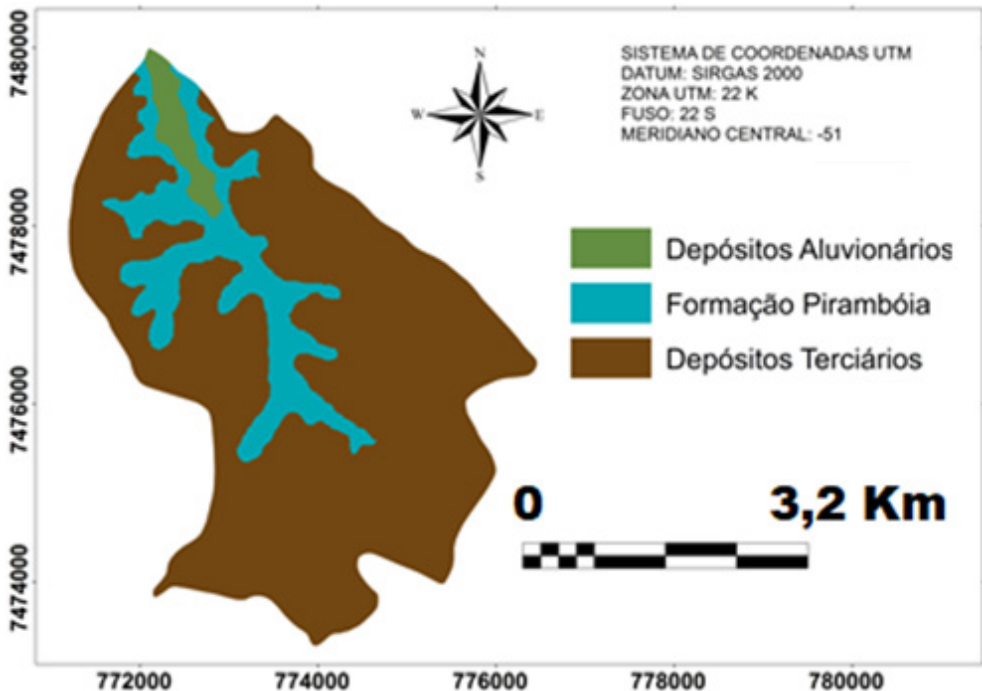 SISTEMA DE COORDENADAS UTM
DATUM: SIRGAS 2000
ZONA UTM: 22 K
FUSO: 22 S
MERIDIANO CENTRAL: -51
N
W
E
S
7480000
7478000
7476000
7474000
Depósitos Aluvionários
Formação Pirambóia
Depósitos Terciários
0 3,2 Km
772000 774000 776000 778000 780000